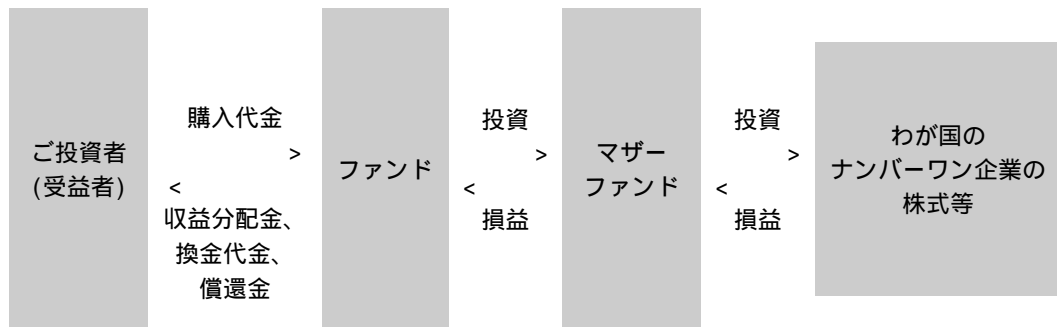 ご投資者
(受益者)
購入代金
>
<
収益分配金、
換金代金、
償還金
ファンド
投資
>
<
損益
マザー
ファンド
投資
>
<
損益
わが国の
ナンバーワン企業の
株式等